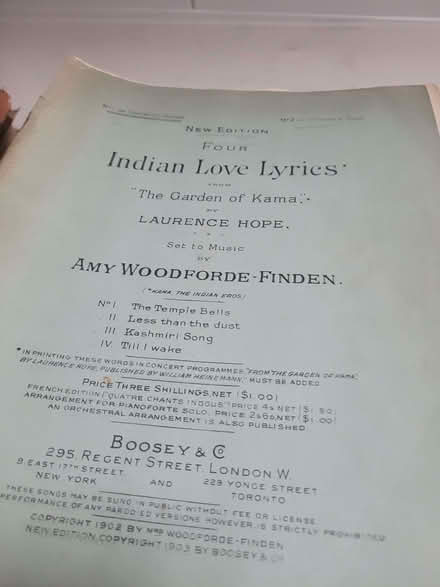 New Edition
Four
Indian Love Lyrics*
FROM
"The Garden of Kama"*
BY
LAURENCE HOPE.
Set to Music
BY
AMY WOODFORDE-FINDEN.
(*KAMA, THE INDIAN EROS)
No I The Temple Bells
II Less than the dust
III Kashmiri Song
IV Till I wake
*IN PRINTING THESE WORDS IN CONCERT PROGRAMMES, "FROM THE GARDEN OF KAMA,
BY LAURENCE HOPE, PUBLISHED BY WILLIAM HEINEMANN," MUST BE ADDED
PRICE THREE SHILLINGS, NET ($1.00)
FRENCH EDITION ("QUATRE CHANTS INDOUS") PRICE 4s NET ($1.50)
ARRANGEMENT FOR PIANOFORTE SOLO, PRICE 2s6d NET ($1.00)
AN ORCHESTRAL ARRANGEMENT IS ALSO PUBLISHED
BOOSEY & Co
295, REGENT STREET, LONDON.W.
9, EAST 17TH STREET, AND 229 YONGE STREET
NEW YORK TORONTO
THESE SONGS MAY BE SUNG IN PUBLIC WITHOUT FEE OR LICENSE
PERFORMANCE OF ANY PARODIED VERSIONS HOWEVER, IS STRICTLY PROHIBITED
COPYRIGHT 1902 BY MRS WOODFORDE-FINDEN
NEW EDITION, COPYRIGHT 1903 BY BOOSEY & Co